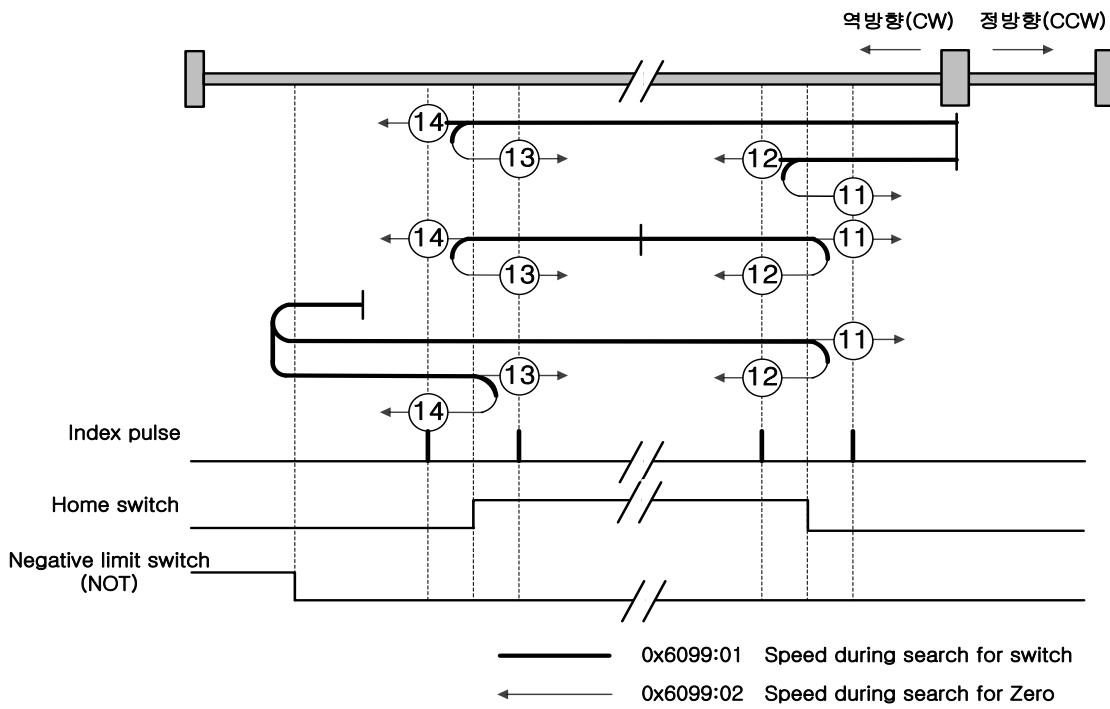 역방향(CW) 정방향(CCW)
14
13
12
11
14
11
13
12
11
13
12
14
Index pulse
Home switch
Negative limit switch
(NOT)
0x6099:01 Speed during search for switch
0x6099:02 Speed during search for Zero